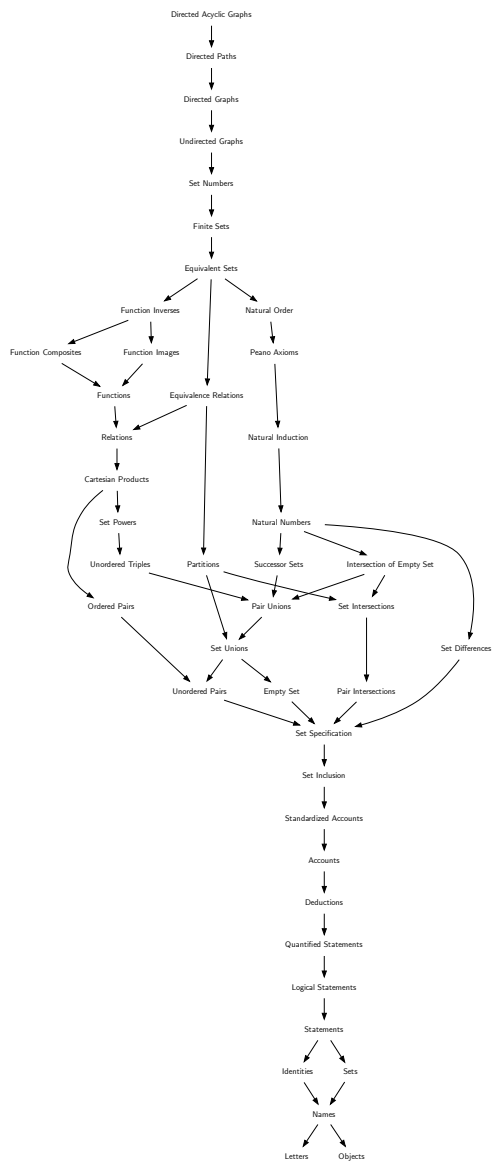 Directed Acyclic Graphs
Directed Paths
Directed Graphs
Undirected Graphs
Set Numbers
Finite Sets
Equivalent Sets
Function Inverses
Natural Order
Function Composites
Function Images
Peano Axioms
Functions
Equivalence Relations
Relations
Natural Induction
Cartesian Products
Set Powers
Natural Numbers
Unordered Triples
Partitions
Successor Sets
Intersection of Empty Set
Ordered Pairs
Pair Unions
Set Intersections
Set Unions
Set Differences
Unordered Pairs
Empty Set
Pair Intersections
Set Specification
Set Inclusion
Standardized Accounts
Accounts
Deductions
Quantified Statements
Logical Statements
Statements
Identities
Sets
Names
Letters
Objects